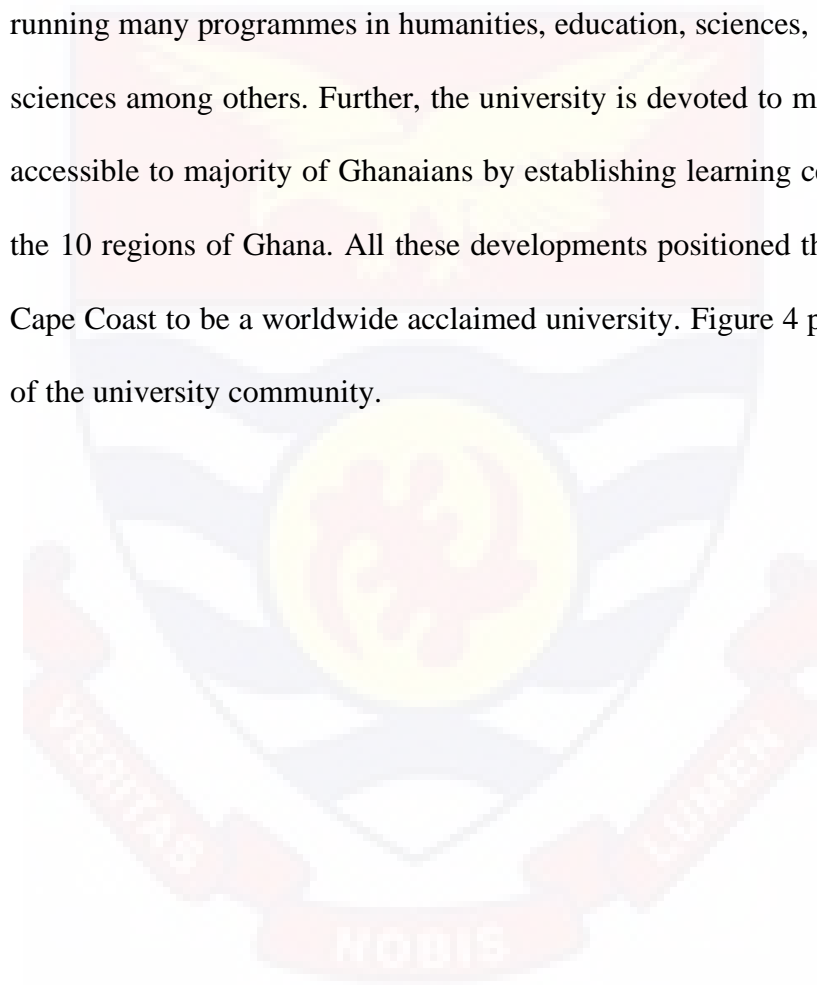 running many programmes in humanities, education, sciences,
sciences among others. Further, the university is devoted to m
accessible to majority of Ghanaians by establishing learning c
the 10 regions of Ghana. All these developments positioned th
Cape Coast to be a worldwide acclaimed university. Figure 4 p
of the university community.
VERITAS
NOBIS
LUMEN